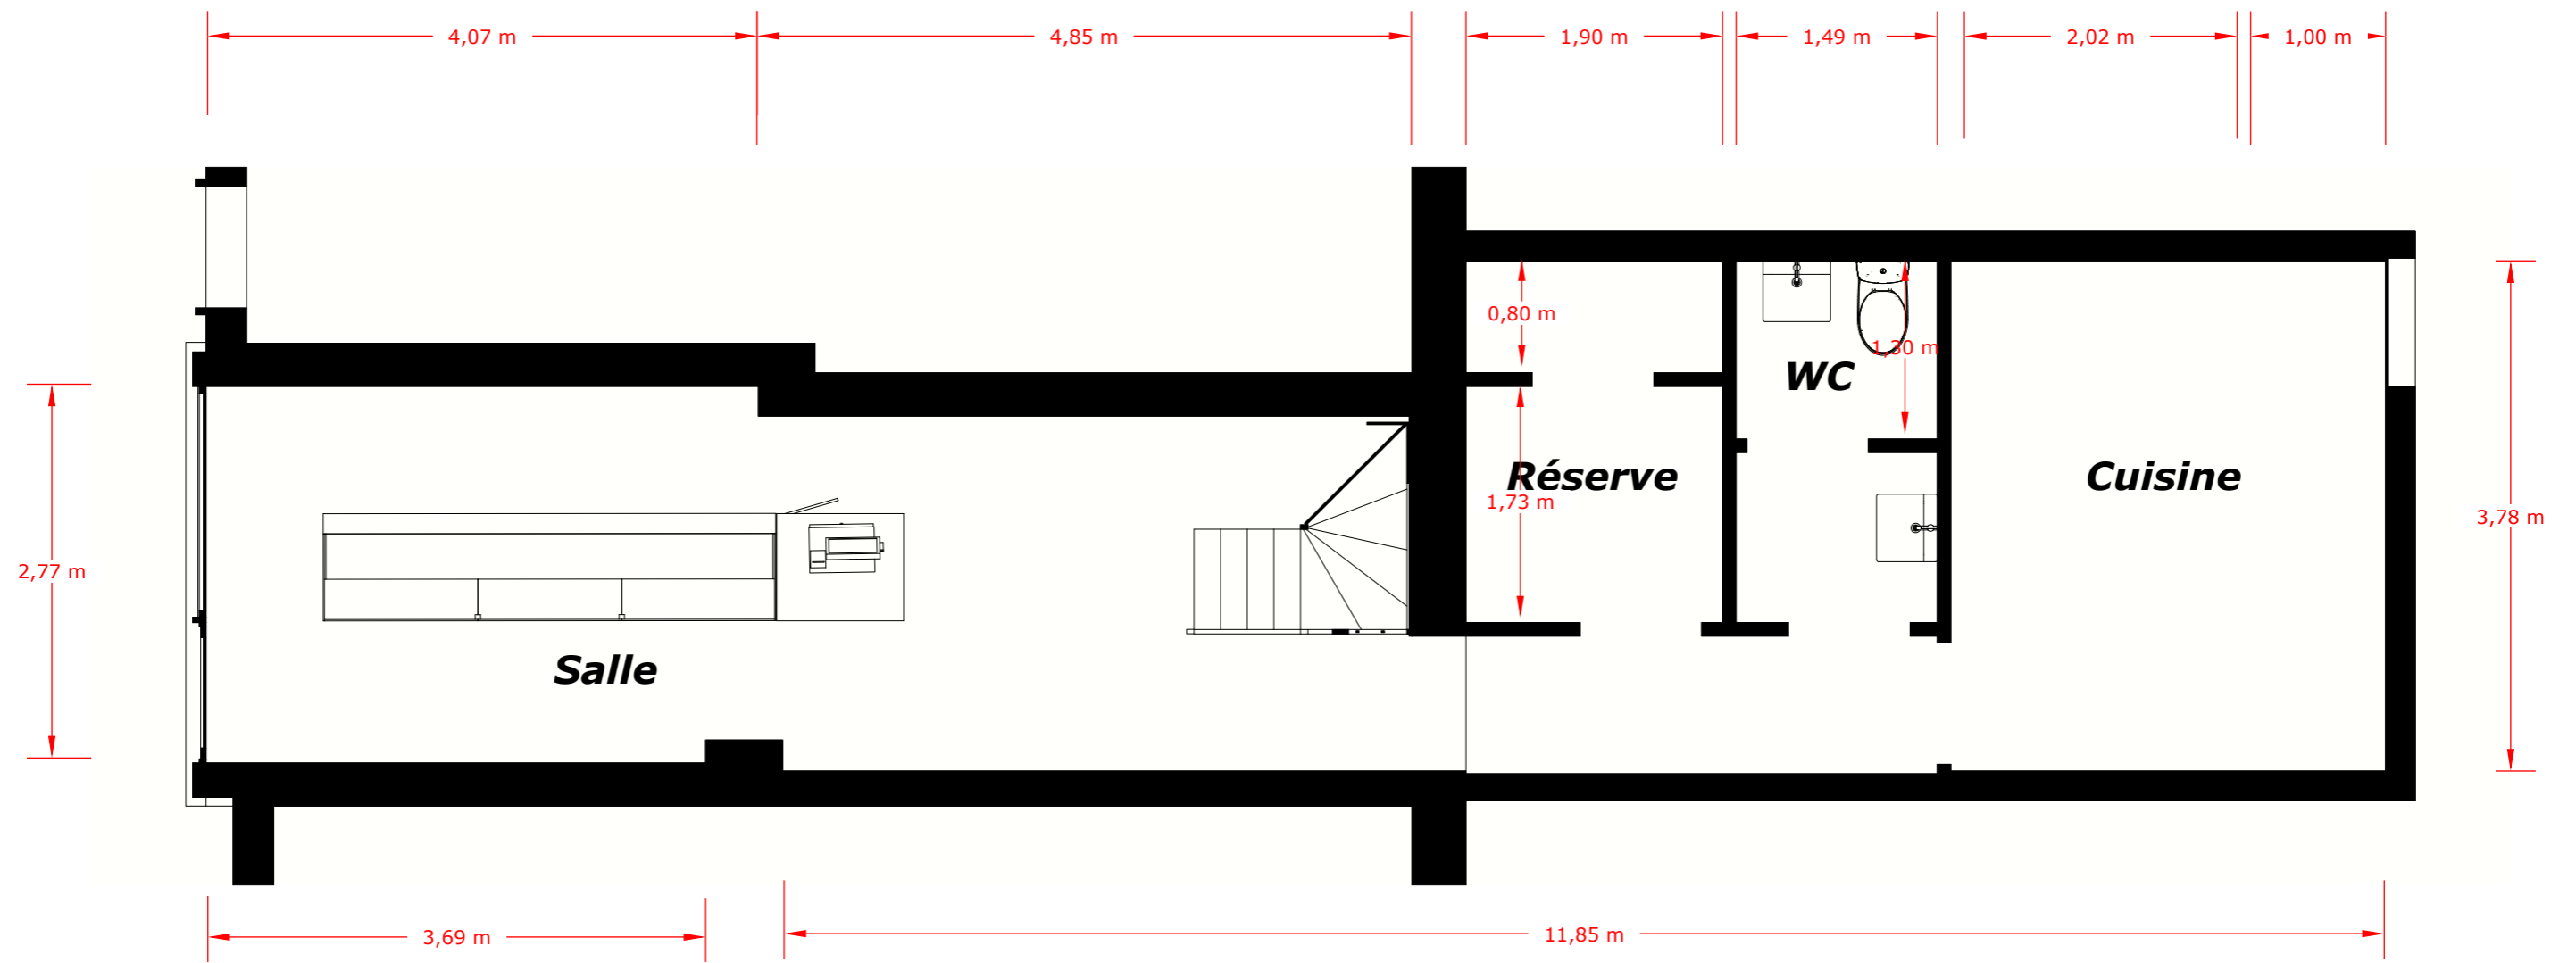 4,07 m
4,85 m
1,90 m
1,49 m
2,02 m
1,00 m
0,80 m
1,30 m
WC
Réserve
Cuisine
1,73 m
3,78 m
2,77 m
Salle
3,69 m
11,85 m